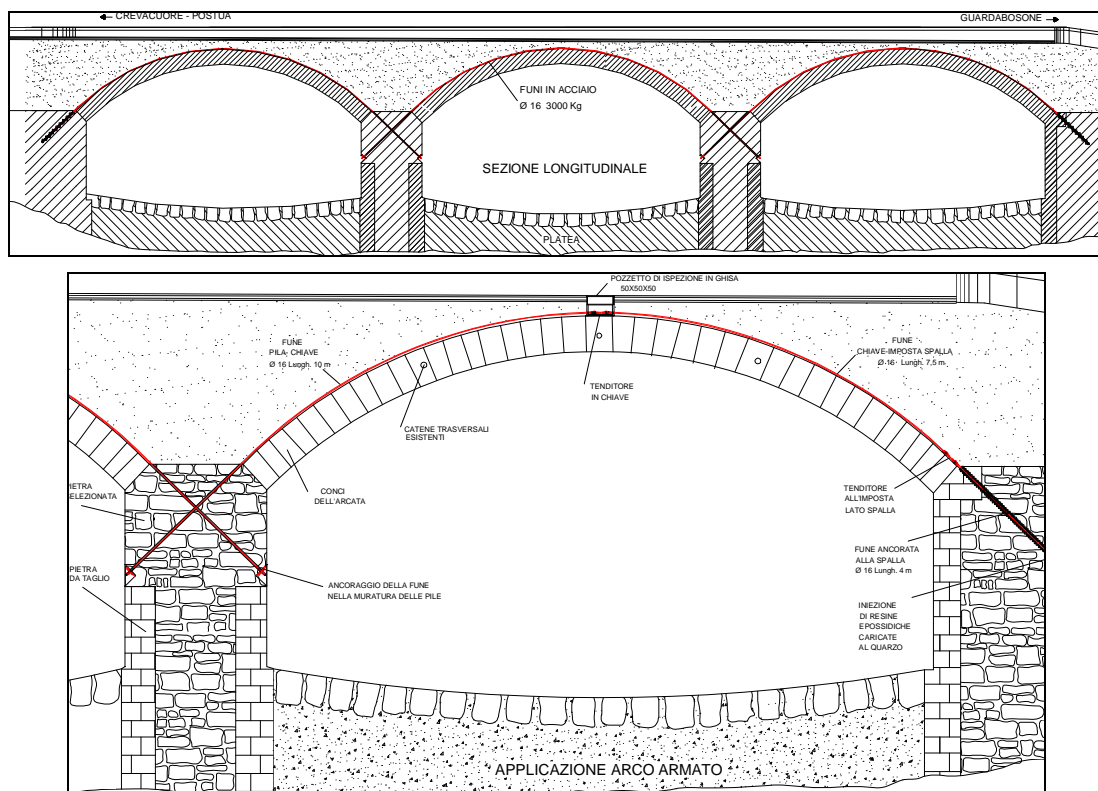 CREVACUORE - POSTUA
GUARDABOSONE
FUNI IN ACCIAIO
Ø 16 3000 Kg
SEZIONE LONGITUDINALE
PLATEA
POZZETTO DI ISPEZIONE IN GHISA
50X50X50
FUNE
PILA- CHIAVE
Ø 16 Lungh. 10 m
FUNE
CHIAVE-IMPOSTA SPALLA
Ø 16 Lungh. 7,5 m
TENDITORE
IN CHIAVE
CATENE TRASVERSALI
ESISTENTI
CONCI
DELL'ARCATA
PIETRA
SELEZIONATA
TENDITORE
ALL'IMPOSTA
LATO SPALLA
FUNE ANCORATA
ALLA SPALLA
Ø 16 Lungh. 4 m
PIETRA
DA TAGLIO
ANCORAGGIO DELLA FUNE
NELLA MURATURA DELLE PILE
INIEZIONE
DI RESINE
EPOSSIDICHE
CARICATE
AL QUARZO
APPLICAZIONE ARCO ARMATO